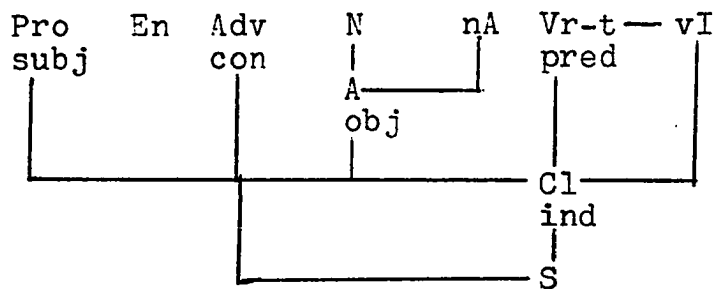 Pro En Adv N nA Vr-t — vI
subj con pred
A
obj
Cl
ind
S